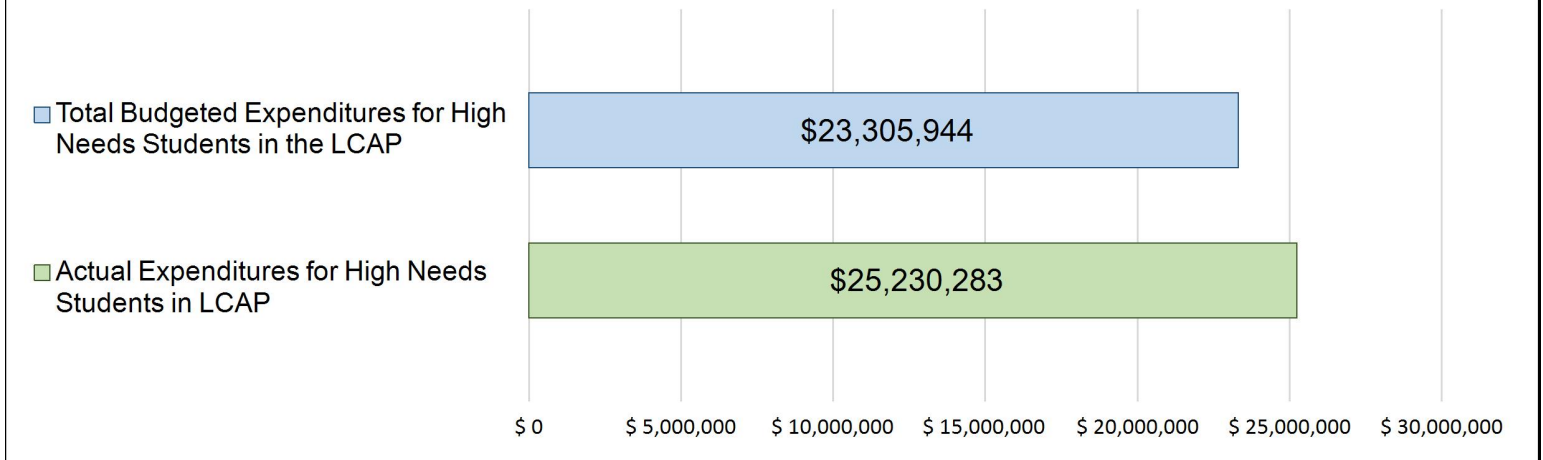 Total Budgeted Expenditures for High
Needs Students in the LCAP
$23,305,944
Actual Expenditures for High Needs
Students in LCAP
$25,230,283
$ 0 $ 5,000,000 $ 10,000,000 $ 15,000,000 $ 20,000,000 $ 25,000,000 $ 30,000,000